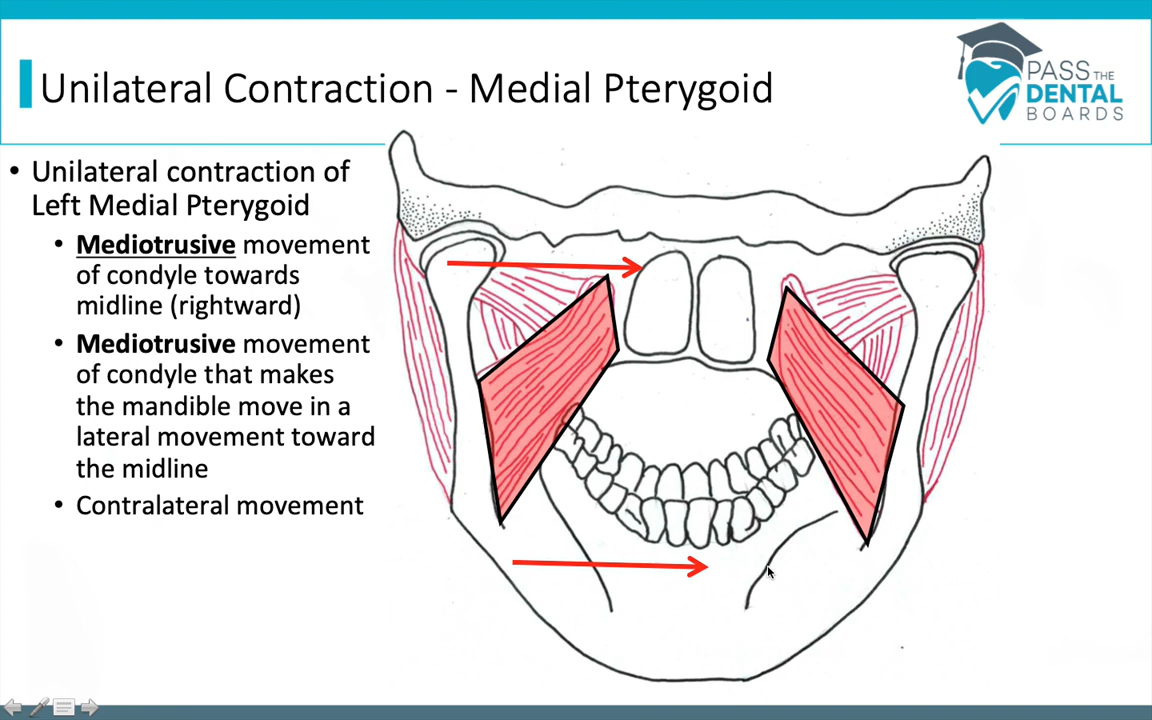 Unilateral Contraction - Medial Pterygoid
PASS THE
DENTAL
BOARDS
• Unilateral contraction of
Left Medial Pterygoid
• Mediotrusive movement
of condyle towards
midline (rightward)
• Mediotrusive movement
of condyle that makes
the mandible move in a
lateral movement toward
the midline
• Contralateral movement